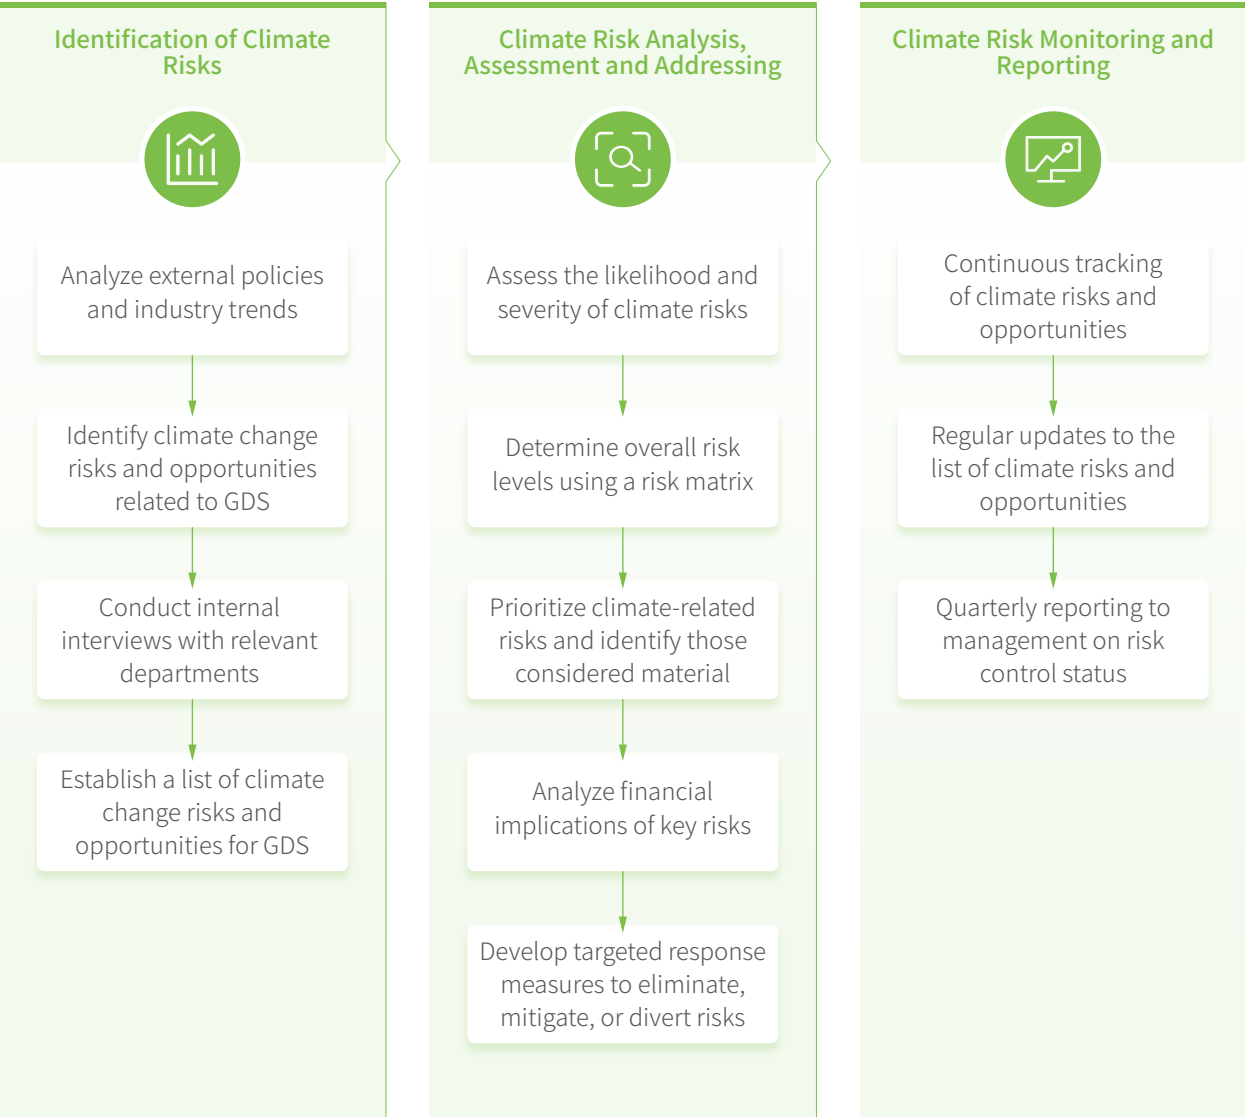 Identification of Climate
Risks
Analyze external policies
and industry trends
Identify climate change
risks and opportunities
related to GDS
Conduct internal
interviews with relevant
departments
Establish a list of climate
change risks and
opportunities for GDS
Climate Risk Analysis,
Assessment and Addressing
Assess the likelihood and
severity of climate risks
Determine overall risk
levels using a risk matrix
Prioritize climate-related
risks and identify those
considered material
Analyze financial
implications of key risks
Develop targeted response
measures to eliminate,
mitigate, or divert risks
Climate Risk Monitoring and
Reporting
Continuous tracking
of climate risks and
opportunities
Regular updates to the
list of climate risks and
opportunities
Quarterly reporting to
management on risk
control status